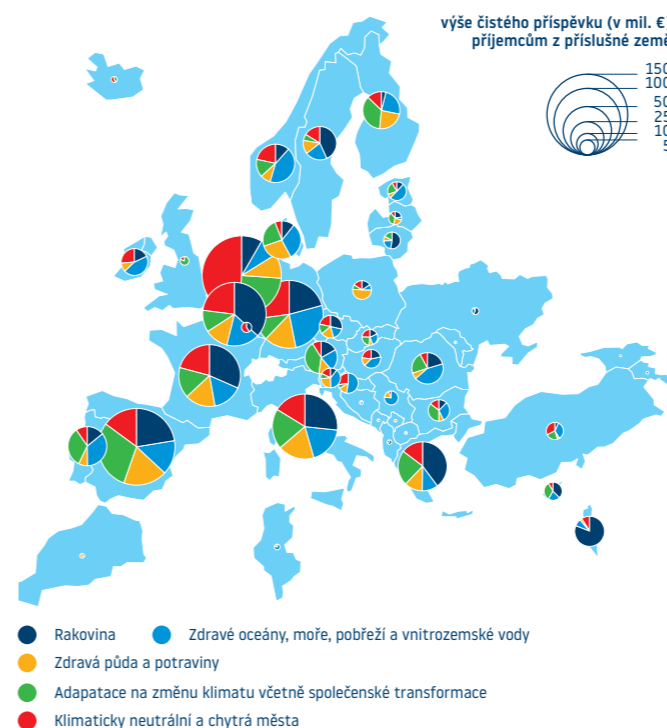 výše čistého příspěvku (v mil. €)
příjemcům z příslušné země
150
100
50
25
10
5
Rakovina
Zdravé oceány, moře, pobřeží a vnitrozemské vody
Zdravá půda a potraviny
Adapatace na změnu klimatu včetně společenské transformace
Klimaticky neutrální a chytrá města